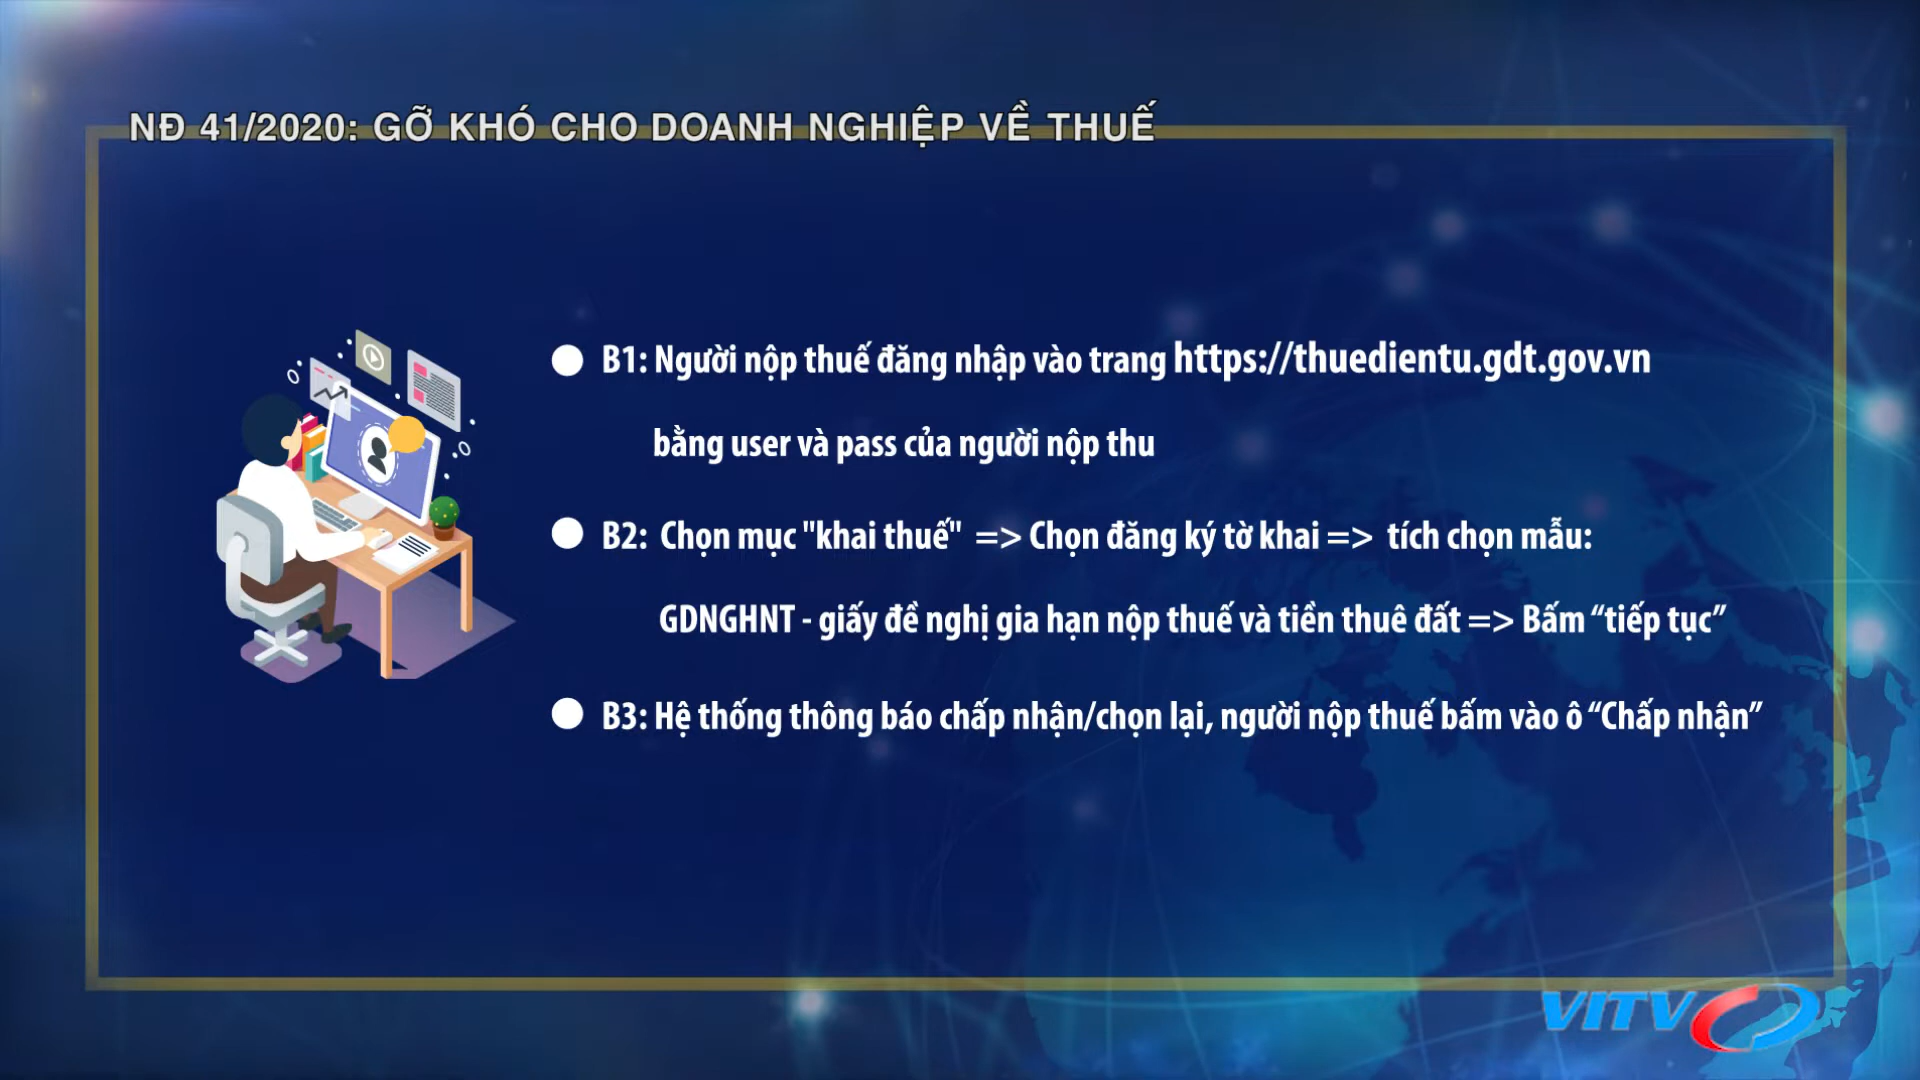 NĐ 41/2020: GỠ KHÓ CHO DOANH NGHIỆP VỀ THUẾ
B1: Người nộp thuế đăng nhập vào trang https://thuedientu.gdt.gov.vn
bằng user và pass của người nộp thu
B2: Chọn mục "khai thuế" => Chọn đăng ký tờ khai => tích chọn mẫu:
GDNGHNT - giấy đề nghị gia hạn nộp thuế và tiền thuê đất => Bấm “tiếp tục”
B3: Hệ thống thông báo chấp nhận/chọn lại, người nộp thuế bấm vào ô “Chấp nhận”
VITV